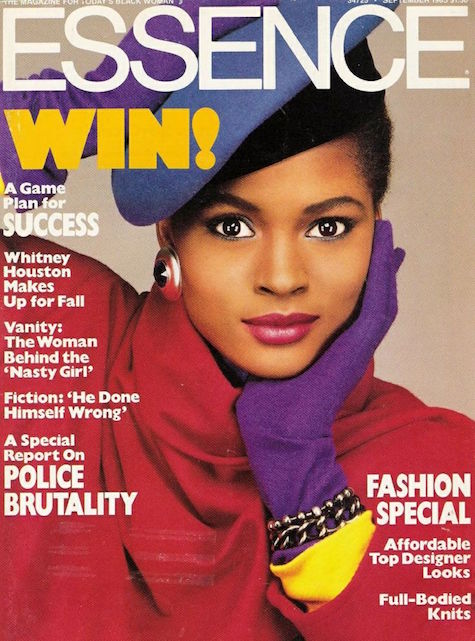 THE MAGAZINE FOR TODAY'S BLACK WOMAN
SEPTEMBER 1985 $1.50
ESSENCE
WIN!
A Game
Plan for
SUCCESS
Whitney
Houston
Makes
Up for Fall
Vanity:
The Woman
Behind the
'Nasty Girl'
Fiction: 'He Done
Himself Wrong'
A Special
Report On
POLICE
BRUTALITY
FASHION
SPECIAL
Affordable
Top Designer
Looks
Full-Bodied
Knits